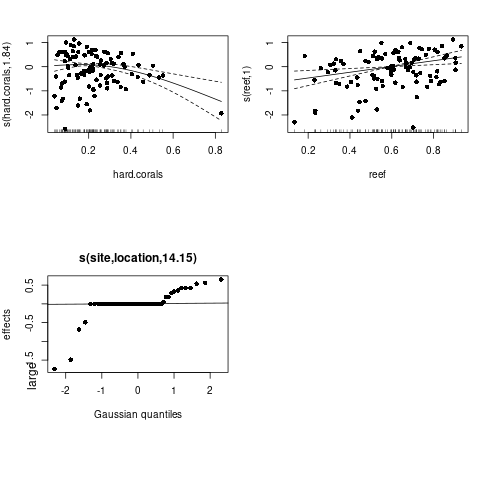 s(hard.corals,1.84)
1
0
-1
-2
0.2 0.4 0.6 0.8
hard.corals
s(reef,1)
1
0
-1
-2
0.2 0.4 0.6 0.8
reef
s(site,location,14.15)
effects
0.5
-0.5
large
-2 -1 0 1 2
Gaussian quantiles